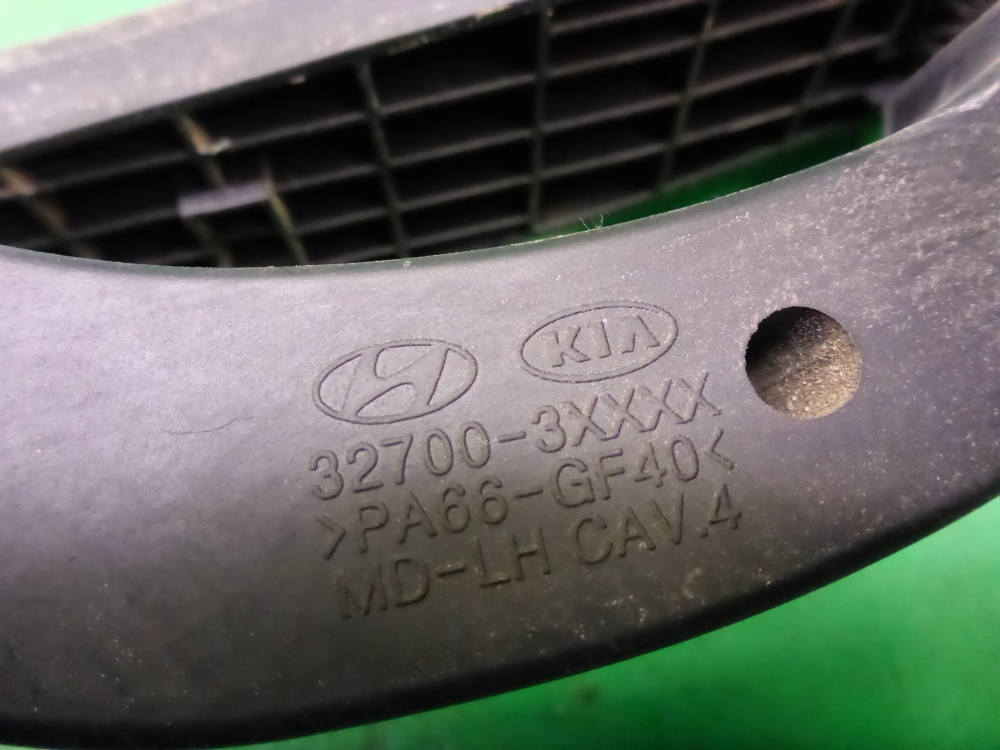 KIA
32700-3XXXX
>PA66-GF40<
MD-LH CAV.4